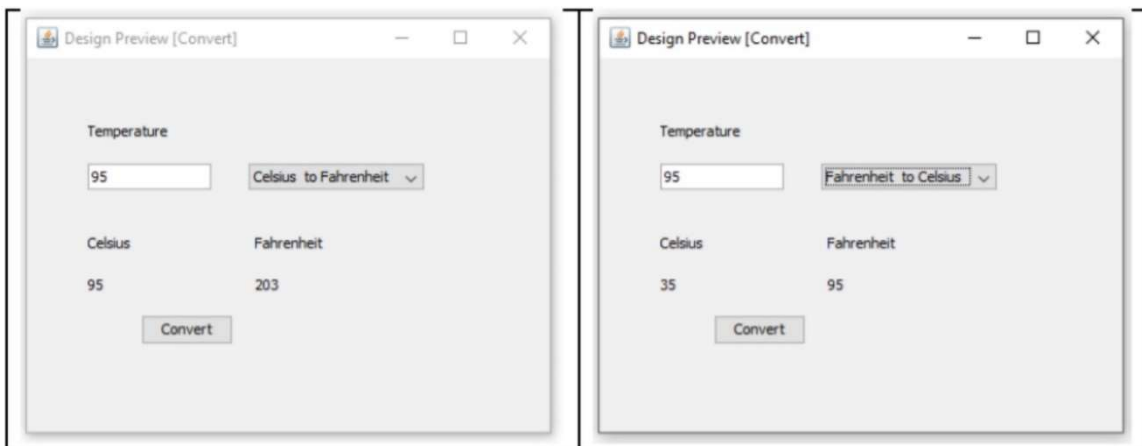 Design Preview [Convert]
Temperature
95
Celsius to Fahrenheit
Celsius Fahrenheit
95 203
Convert
Design Preview [Convert]
Temperature
95
Fahrenheit to Celsius
Celsius Fahrenheit
35 95
Convert